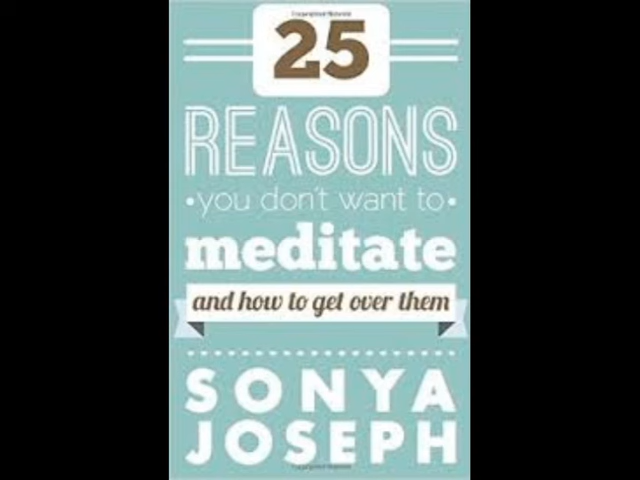 25
REASONS
•you don't want to•
meditate
and how to get over them
SONYA
JOSEPH